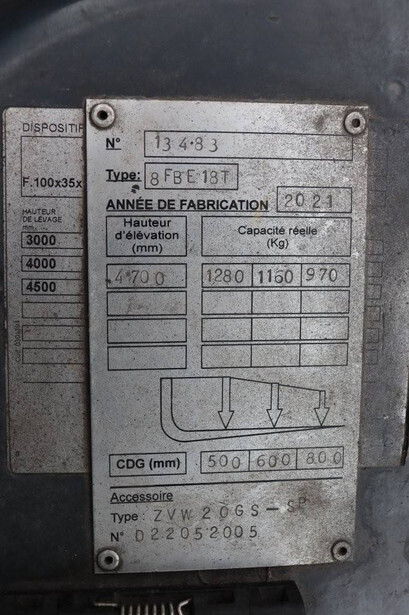 DISPOSITIF
F.100x35x
HAUTEUR
DE LEVAGE
mm
3000
4000
4500
N° 13483
Type: 8FBE18T
ANNÉE DE FABRICATION 2021
Hauteur d'élévation (mm)
Capacité réelle (Kg)
4700 1280 1160 970
CDG (mm) 500 600 800
Accessoire
Type : ZVW20GS-SP
N° D22052005